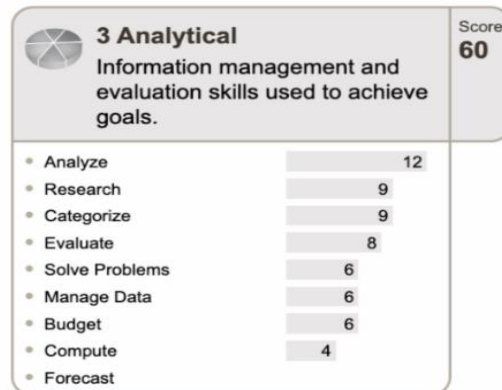 3 Analytical
Score
60
Information management and
evaluation skills used to achieve
goals.
Analyze 12
Research 9
Categorize 9
Evaluate 8
Solve Problems 6
Manage Data 6
Budget 6
Compute 4
Forecast